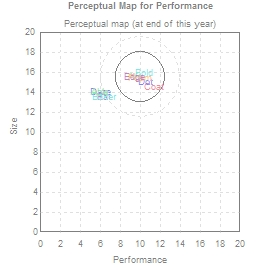 Perceptual Map for Performance
Perceptual map (at end of this year)
20
18
16
14
12
10
8
6
4
2
0
Size
0 2 4 6 8 10 12 14 16 18 20
Performance